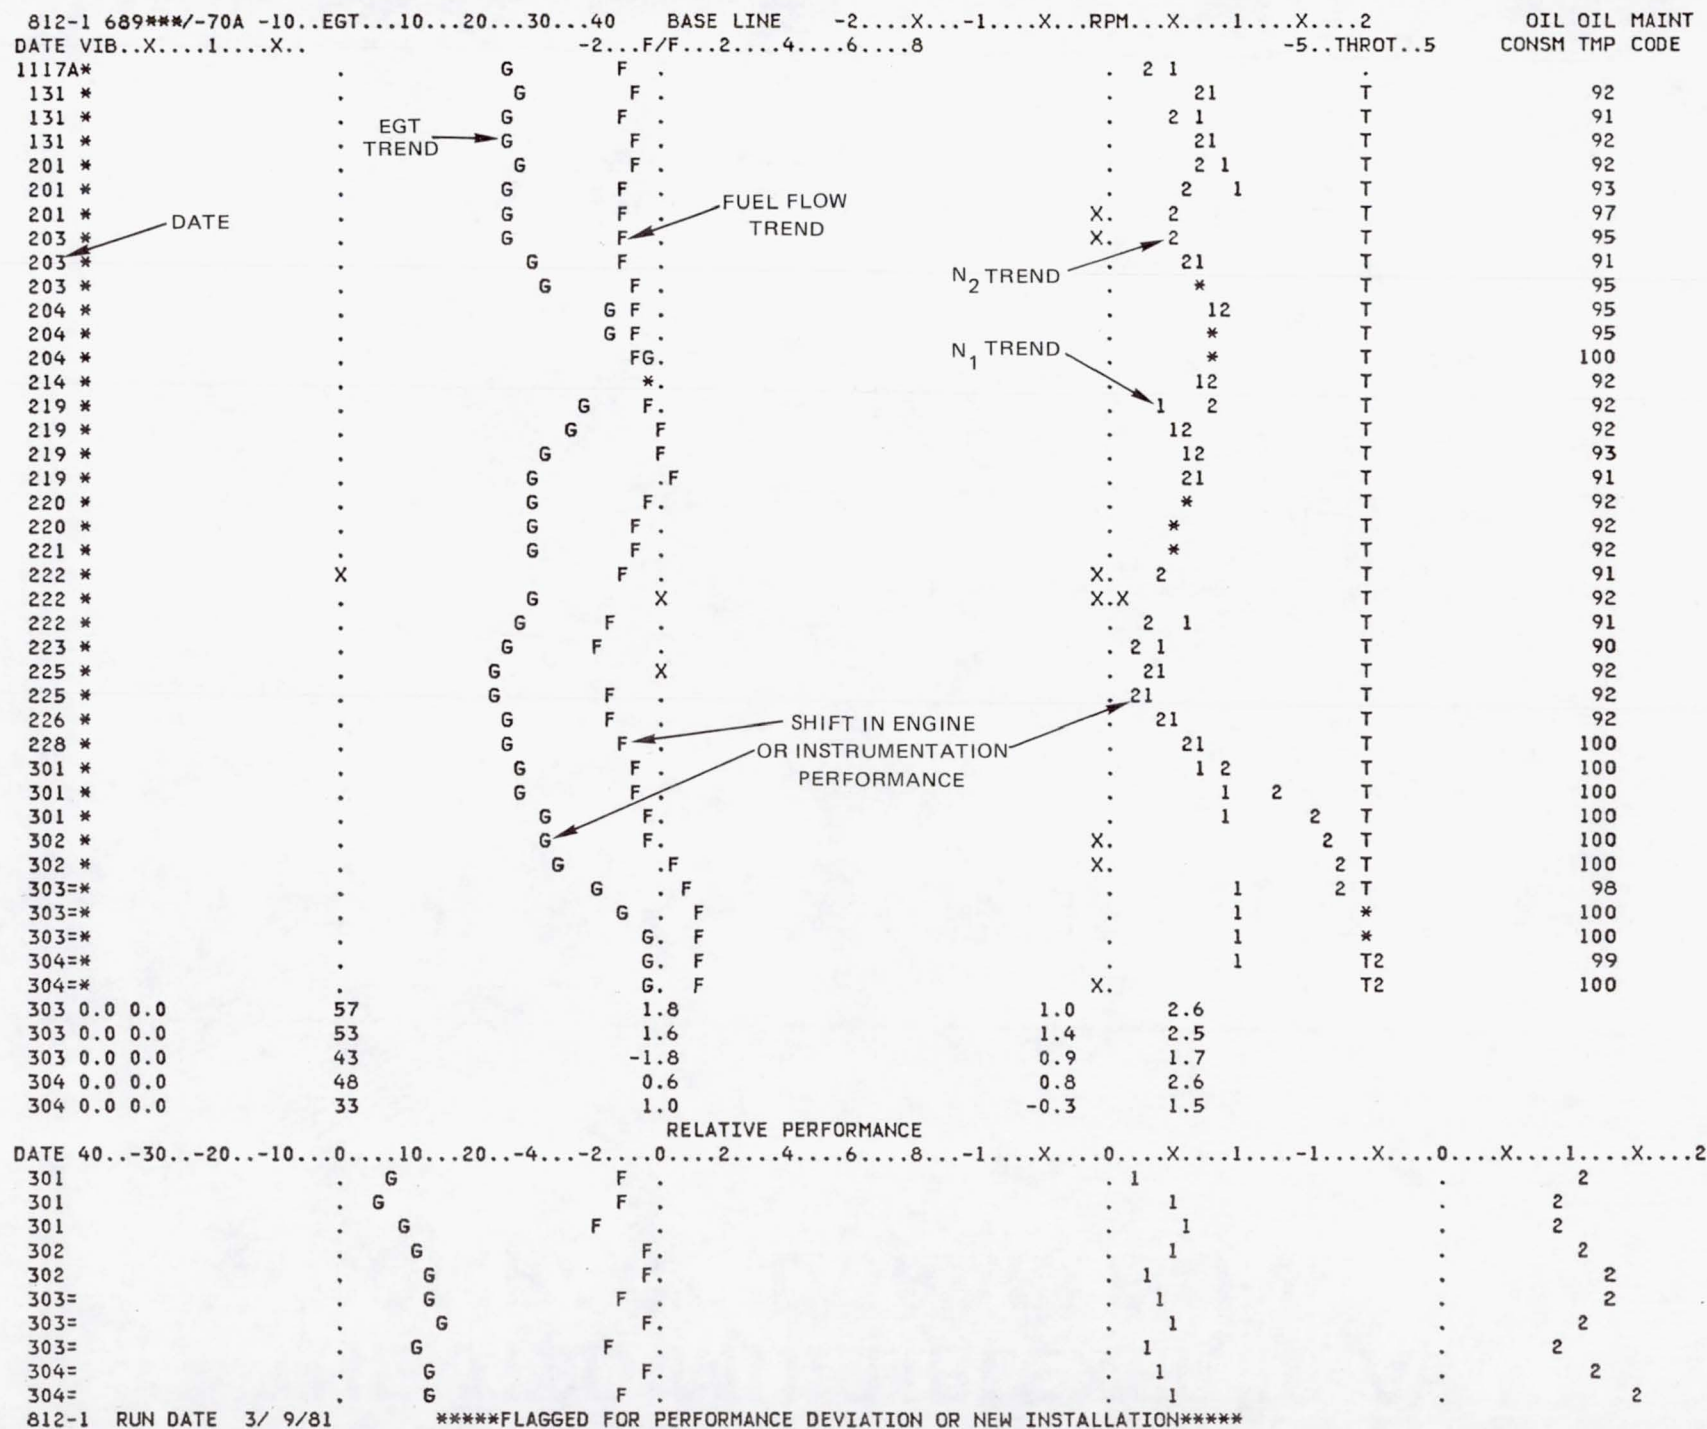 812-1 689***/-70A -10..EGT...10...20...30...40 BASE LINE -2....X...-1....X...RPM...X....1....X....2 OIL OIL MAINT
DATE VIB..X....1....X.. -2...F/F...2....4....6....8 -5..THROT..5 CONSM TMP CODE
1117A* . G F . . 2 1 .
131 * . G F . . 21 T 92
131 * . G F . . 2 1 T 91
EGT TREND
131 * . G F . . 21 T 92
201 * . G F . . 2 1 T 92
201 * . G F . . 2 1 T 93
FUEL FLOW TREND
201 * . G F . X. 2 T 97
DATE
203 * . G F . X. 2 T 95
203 * . G F . . 21 T 91
N2 TREND
203 * . G F . . * T 95
204 * . G F . . 12 T 95
204 * . G F . . * T 95
N1 TREND
204 * . FG. . * T 100
214 * . *. . 12 T 92
219 * . G F. . 1 2 T 92
219 * . G F . 12 T 92
219 * . G F . 12 T 93
219 * . G .F . 21 T 91
220 * . G F. . * T 92
220 * . G F . . * T 92
221 * . G F . . * T 92
222 * X F . X. 2 T 91
222 * . G X X.X T 92
222 * . G F . . 2 1 T 91
223 * . G F . . 2 1 T 90
225 * . G X . 21 T 92
225 * . G F . . 21 T 92
226 * . G F . . 21 T 92
SHIFT IN ENGINE
OR INSTRUMENTATION
PERFORMANCE
228 * . G F . . 21 T 100
301 * . G F . . 1 2 T 100
301 * . G F . . 1 2 T 100
301 * . G F. . 1 2 T 100
302 * . G F. X. 2 T 100
302 * . G .F X. 2 T 100
303=* . G . F . 1 2 T 98
303=* . G . F . 1 * 100
303=* . G. F . 1 * 100
304=* . G. F . 1 T2 99
304=* . G. F X. T2 100
303 0.0 0.0 57 1.8 1.0 2.6
303 0.0 0.0 53 1.6 1.4 2.5
303 0.0 0.0 43 -1.8 0.9 1.7
304 0.0 0.0 48 0.6 0.8 2.6
304 0.0 0.0 33 1.0 -0.3 1.5
RELATIVE PERFORMANCE
DATE 40..-30..-20..-10...0...10...20..-4...-2....0....2....4....6....8...-1....X....0....X....1....-1....X....0....X....1....X....2
301 . G F . . 1 . 2
301 . G F . . 1 . 2
301 . G F . . 1 . 2
302 . G F. . 1 . 2
302 . G F. . 1 . 2
303= . G F . . 1 . 2
303= . G F. . 1 . 2
303= . G F . . 1 . 2
304= . G F. . 1 . 2
304= . G F . . 1 . 2
812-1 RUN DATE 3/ 9/81 *****FLAGGED FOR PERFORMANCE DEVIATION OR NEW INSTALLATION*****